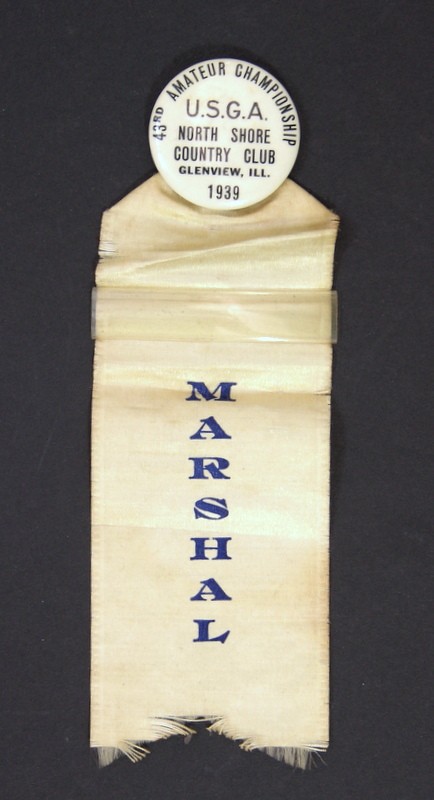 43RD AMATEUR CHAMPIONSHIP
U.S.G.A.
NORTH SHORE
COUNTRY CLUB
GLENVIEW, ILL.
1939
MARSHAL